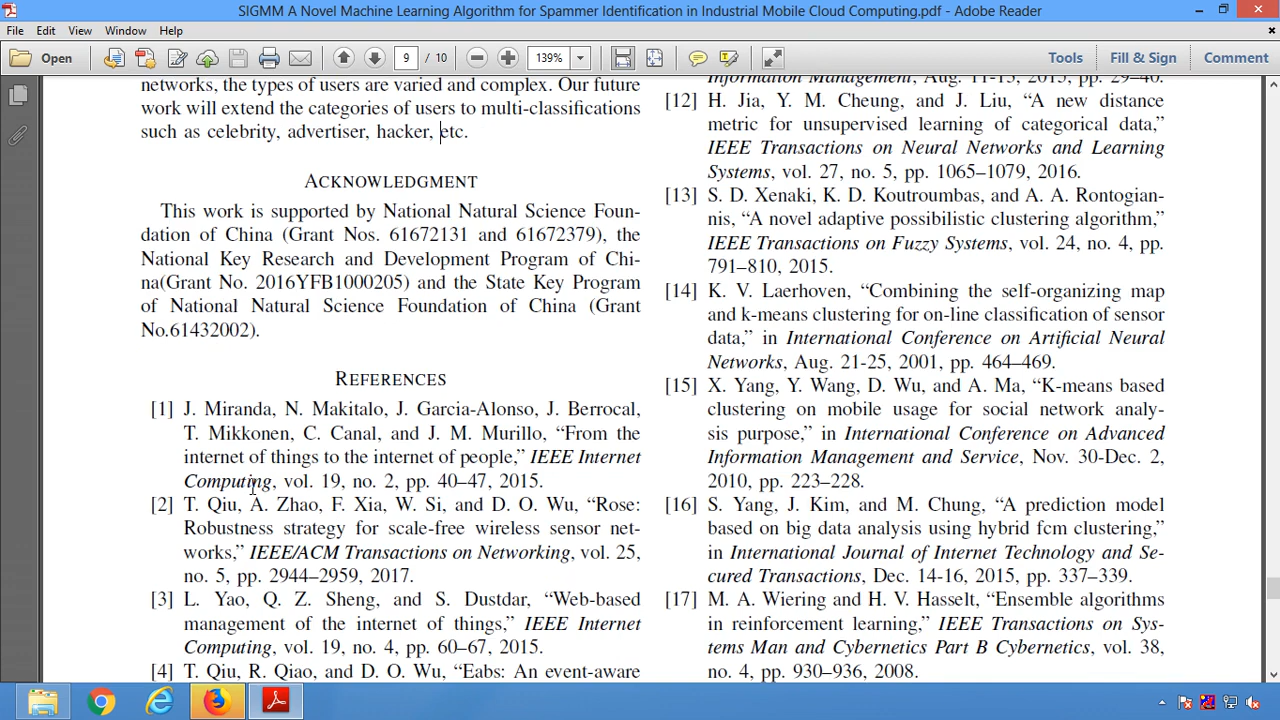 SIGMM A Novel Machine Learning Algorithm for Spammer Identification in Industrial Mobile Cloud Computing.pdf - Adobe Reader
File Edit View Window Help
Open 9 / 10 139% Tools Fill & Sign Comment
networks, the types of users are varied and complex. Our future
work will extend the categories of users to multi-classifications
such as celebrity, advertiser, hacker, etc.
ACKNOWLEDGMENT
This work is supported by National Natural Science Foun-
dation of China (Grant Nos. 61672131 and 61672379), the
National Key Research and Development Program of Chi-
na(Grant No. 2016YFB1000205) and the State Key Program
of National Natural Science Foundation of China (Grant
No.61432002).
REFERENCES
[1] J. Miranda, N. Makitalo, J. Garcia-Alonso, J. Berrocal,
T. Mikkonen, C. Canal, and J. M. Murillo, “From the
internet of things to the internet of people,” IEEE Internet
Computing, vol. 19, no. 2, pp. 40–47, 2015.
[2] T. Qiu, A. Zhao, F. Xia, W. Si, and D. O. Wu, “Rose:
Robustness strategy for scale-free wireless sensor net-
works,” IEEE/ACM Transactions on Networking, vol. 25,
no. 5, pp. 2944–2959, 2017.
[3] L. Yao, Q. Z. Sheng, and S. Dustdar, “Web-based
management of the internet of things,” IEEE Internet
Computing, vol. 19, no. 4, pp. 60–67, 2015.
[4] T. Qiu, R. Qiao, and D. O. Wu, “Eabs: An event-aware
Information Management, Aug. 11-13, 2015, pp. 29–40.
[12] H. Jia, Y. M. Cheung, and J. Liu, “A new distance
metric for unsupervised learning of categorical data,”
IEEE Transactions on Neural Networks and Learning
Systems, vol. 27, no. 5, pp. 1065–1079, 2016.
[13] S. D. Xenaki, K. D. Koutroumbas, and A. A. Rontogian-
nis, “A novel adaptive possibilistic clustering algorithm,”
IEEE Transactions on Fuzzy Systems, vol. 24, no. 4, pp.
791–810, 2015.
[14] K. V. Laerhoven, “Combining the self-organizing map
and k-means clustering for on-line classification of sensor
data,” in International Conference on Artificial Neural
Networks, Aug. 21-25, 2001, pp. 464–469.
[15] X. Yang, Y. Wang, D. Wu, and A. Ma, “K-means based
clustering on mobile usage for social network analy-
sis purpose,” in International Conference on Advanced
Information Management and Service, Nov. 30-Dec. 2,
2010, pp. 223–228.
[16] S. Yang, J. Kim, and M. Chung, “A prediction model
based on big data analysis using hybrid fcm clustering,”
in International Journal of Internet Technology and Se-
cured Transactions, Dec. 14-16, 2015, pp. 337–339.
[17] M. A. Wiering and H. V. Hasselt, “Ensemble algorithms
in reinforcement learning,” IEEE Transactions on Sys-
tems Man and Cybernetics Part B Cybernetics, vol. 38,
no. 4, pp. 930–936, 2008.